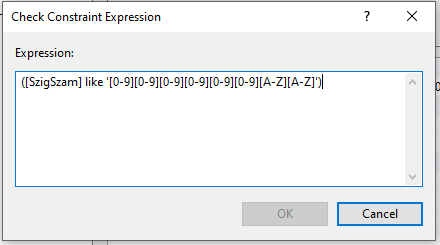 Check Constraint Expression
Expression:
([SzigSzam] like '[0-9][0-9][0-9][0-9][0-9][0-9][A-Z][A-Z]')
OK
Cancel